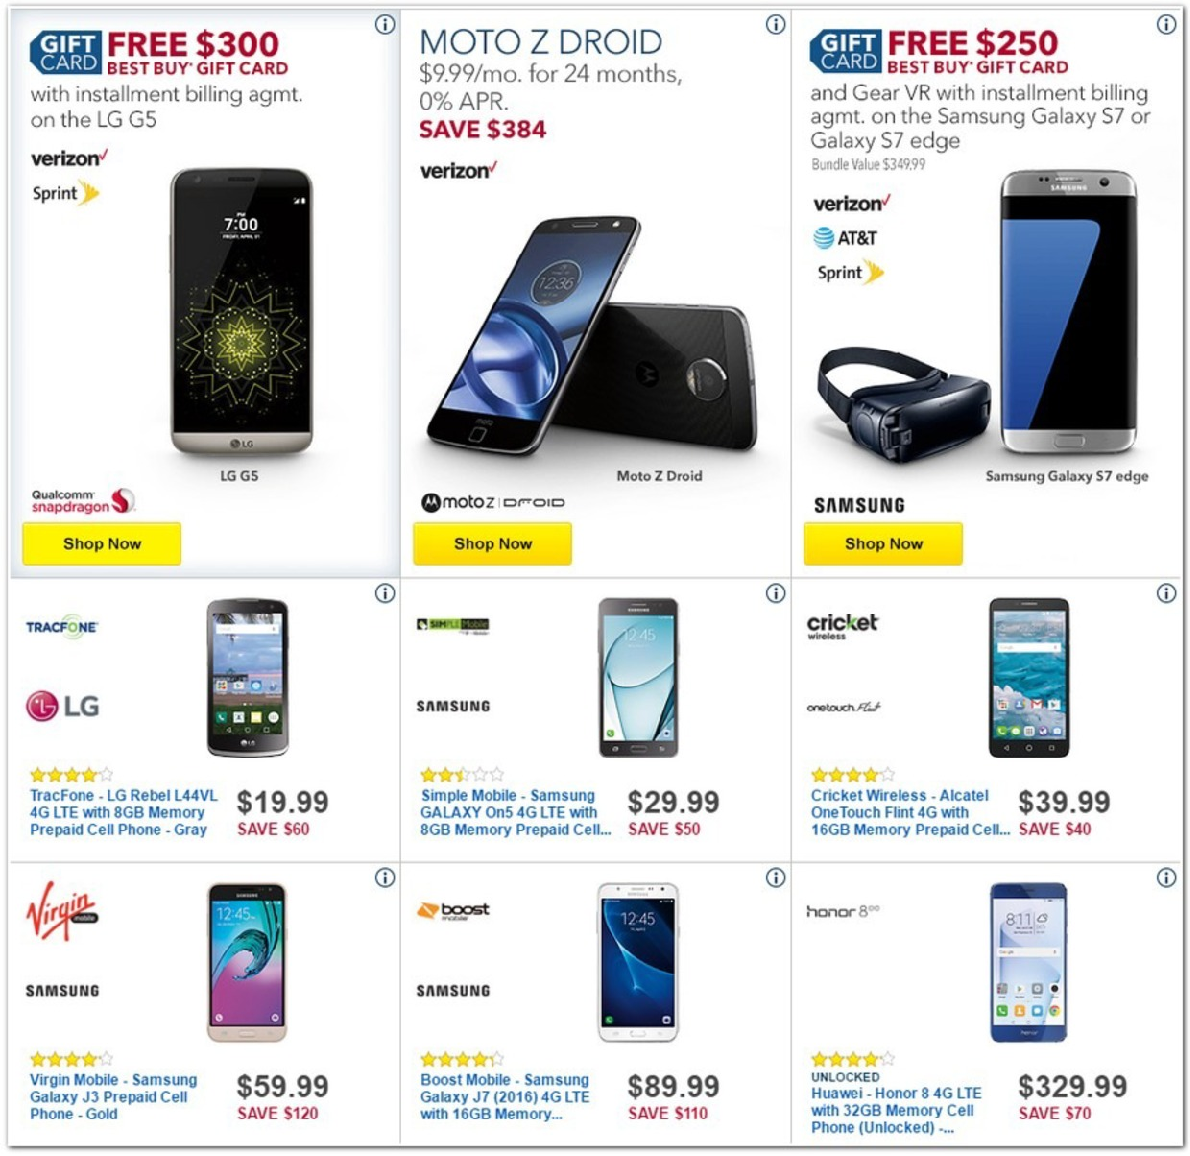 GIFT CARD FREE $300
BEST BUY® GIFT CARD
with installment billing agmt.
on the LG G5
verizon
Sprint
PM
7:00
LG
LG G5
Qualcomm
snapdragon
Shop Now
MOTO Z DROID
$9.99/mo. for 24 months,
0% APR.
SAVE $384
verizon
12:36
moto
Moto Z Droid
moto z | DROID
Shop Now
GIFT CARD FREE $250
BEST BUY® GIFT CARD
and Gear VR with installment billing
agmt. on the Samsung Galaxy S7 or
Galaxy S7 edge
Bundle Value $349.99
verizon
AT&T
Sprint
SAMSUNG
Samsung Galaxy S7 edge
SAMSUNG
Shop Now
TRACFONE
LG
LG
TracFone - LG Rebel L44VL
4G LTE with 8GB Memory
Prepaid Cell Phone - Gray
$19.99
SAVE $60
SIMPLE Mobile
SAMSUNG
SAMSUNG
12:45
Simple Mobile - Samsung
GALAXY On5 4G LTE with
8GB Memory Prepaid Cell...
$29.99
SAVE $50
cricket
wireless
onetouch Flint
Google
Cricket Wireless - Alcatel
OneTouch Flint 4G with
16GB Memory Prepaid Cell...
$39.99
SAVE $40
Virgin
mobile
SAMSUNG
SAMSUNG
12:45
Virgin Mobile - Samsung
Galaxy J3 Prepaid Cell
Phone - Gold
$59.99
SAVE $120
boost
mobile
SAMSUNG
12:45
Boost Mobile - Samsung
Galaxy J7 (2016) 4G LTE
with 16GB Memory...
$89.99
SAVE $110
honor 8
8:11
Google
honor
UNLOCKED
Huawei - Honor 8 4G LTE
with 32GB Memory Cell
Phone (Unlocked) -...
$329.99
SAVE $70